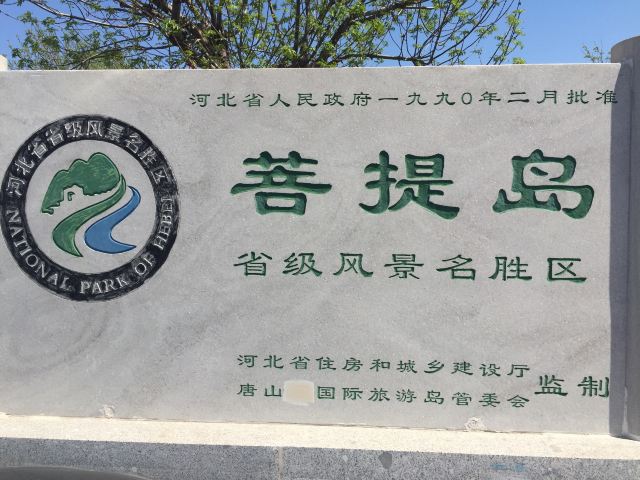 河北省人民政府一九九〇年二月批准
河北省省级风景名胜区
NATIONAL PARK OF HEBEI
菩提岛
省级风景名胜区
河北省住房和城乡建设厅
唐山 国际旅游岛管委会 监制